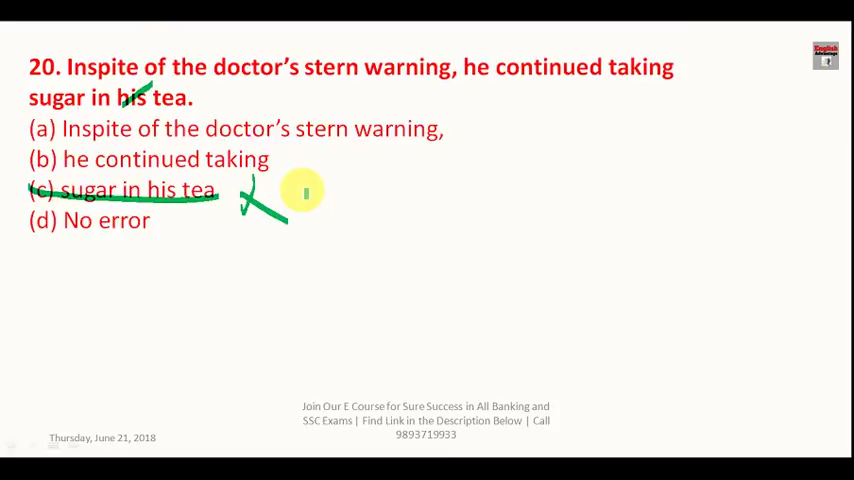 English
20. Inspite of the doctor's stern warning, he continued taking
sugar in his tea.
(a) Inspite of the doctor's stern warning,
(b) he continued taking
(c) sugar in his tea
(d) No error
Join Our E Course for Sure Success in All Banking and
SSC Exams | Find Link in the Description Below | Call
9893719933
Thursday, June 21, 2018